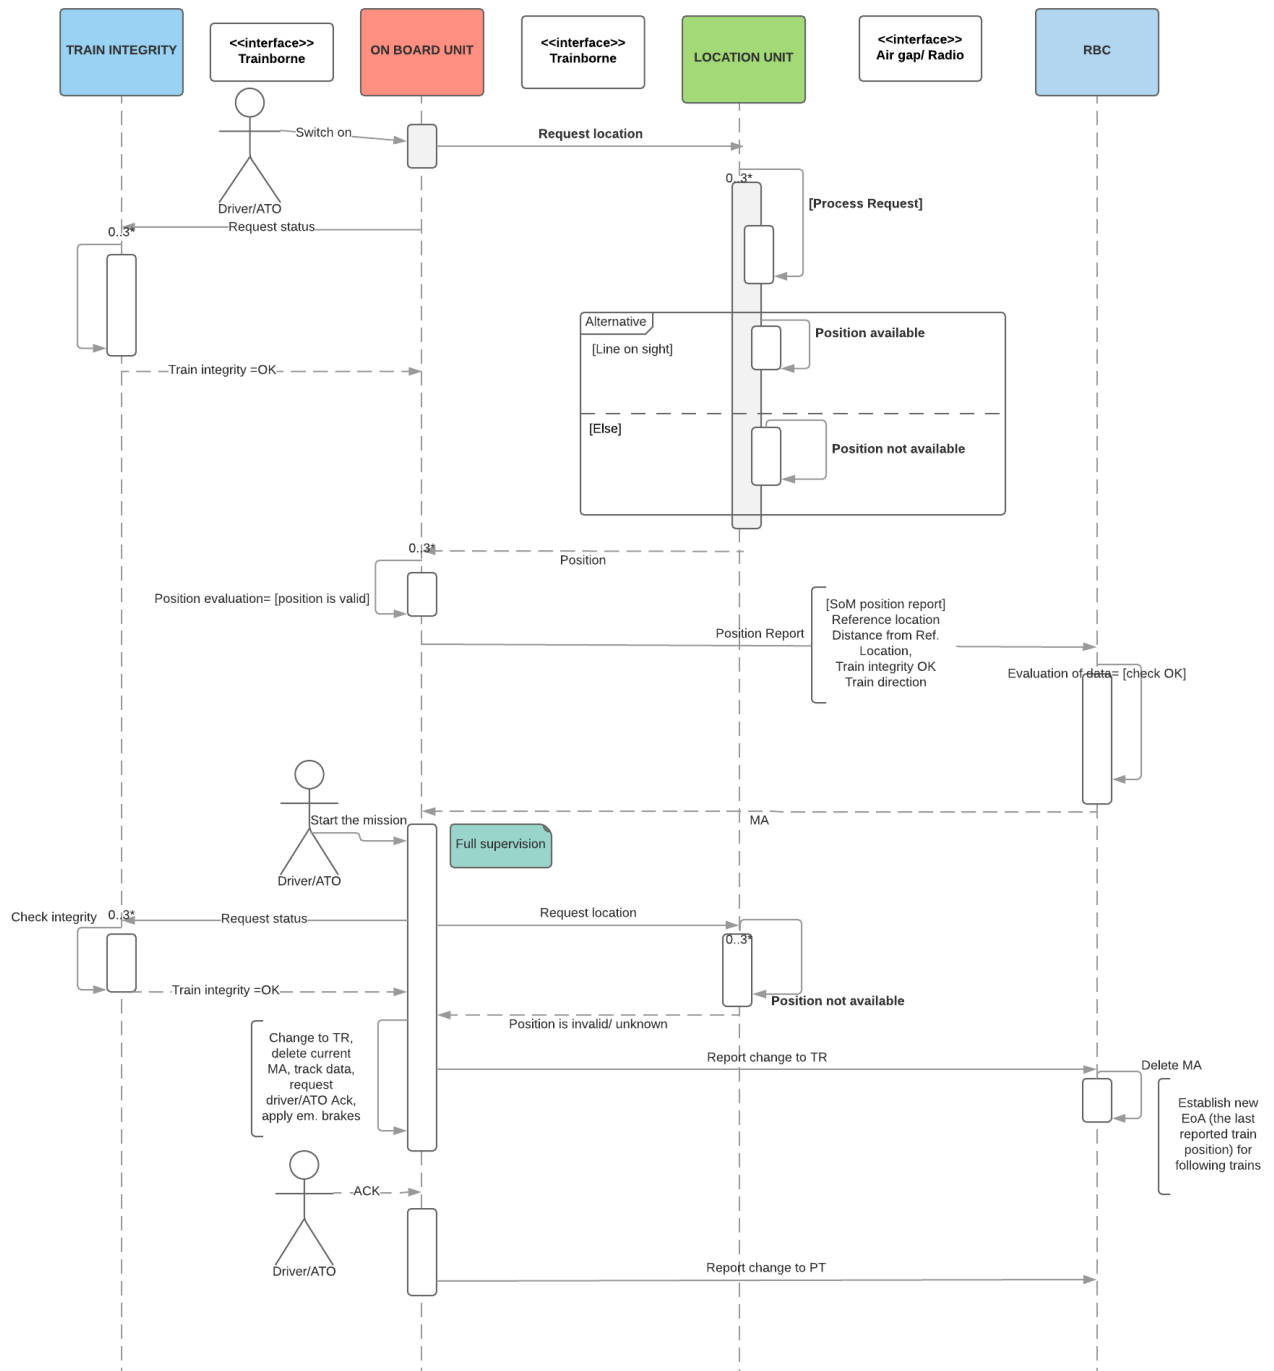 TRAIN INTEGRITY
<<interface>>
Trainborne
ON BOARD UNIT
<<interface>>
Trainborne
LOCATION UNIT
<<interface>>
Air gap/ Radio
RBC
Switch on
Request location
0..3*
[Process Request]
Driver/ATO
Request status
0..3*
Alternative
Position available
[Line on sight]
Train integrity =OK
[Else]
Position not available
0..3*
Position
Position evaluation= [position is valid]
[SoM position report]
Reference location
Distance from Ref.
Location,
Train integrity OK
Train direction
Position Report
Evaluation of data= [check OK]
MA
Start the mission
Full supervision
Driver/ATO
Check integrity
0..3*
Request status
Request location
0..3*
Train integrity =OK
Position not available
Position is invalid/ unknown
Change to TR,
delete current
MA, track data,
request
driver/ATO Ack,
apply em. brakes
Report change to TR
Delete MA
Establish new
EoA (the last
reported train
position) for
following trains
ACK
Driver/ATO
Report change to PT